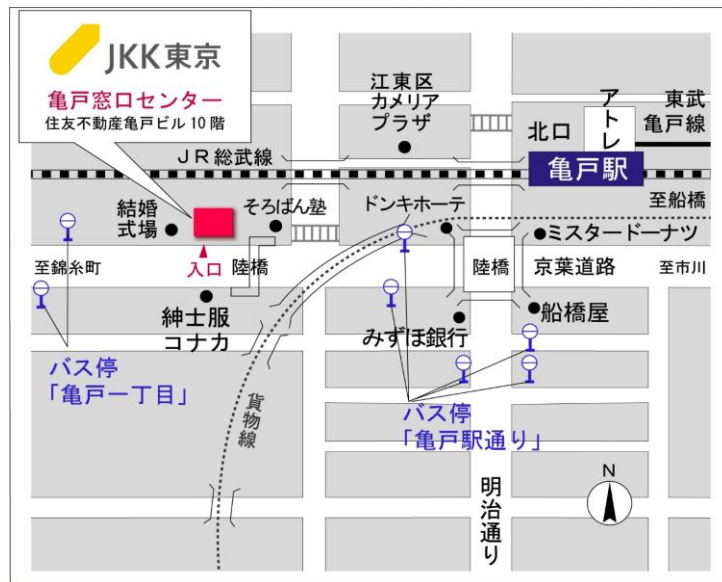 JKK東京
亀戸窓口センター
住友不動産亀戸ビル10階
江東区
カメリア
プラザ
北口
アトレ
東武
亀戸線
JR総武線
亀戸駅
至船橋
結婚
式場
そろばん塾
ドンキホーテ
ミスタードーナツ
至錦糸町
入口
陸橋
陸橋
京葉道路
至市川
紳士服
コナカ
みずほ銀行
船橋屋
バス停
「亀戸一丁目」
貨物線
バス停
「亀戸駅通り」
明治通り
N